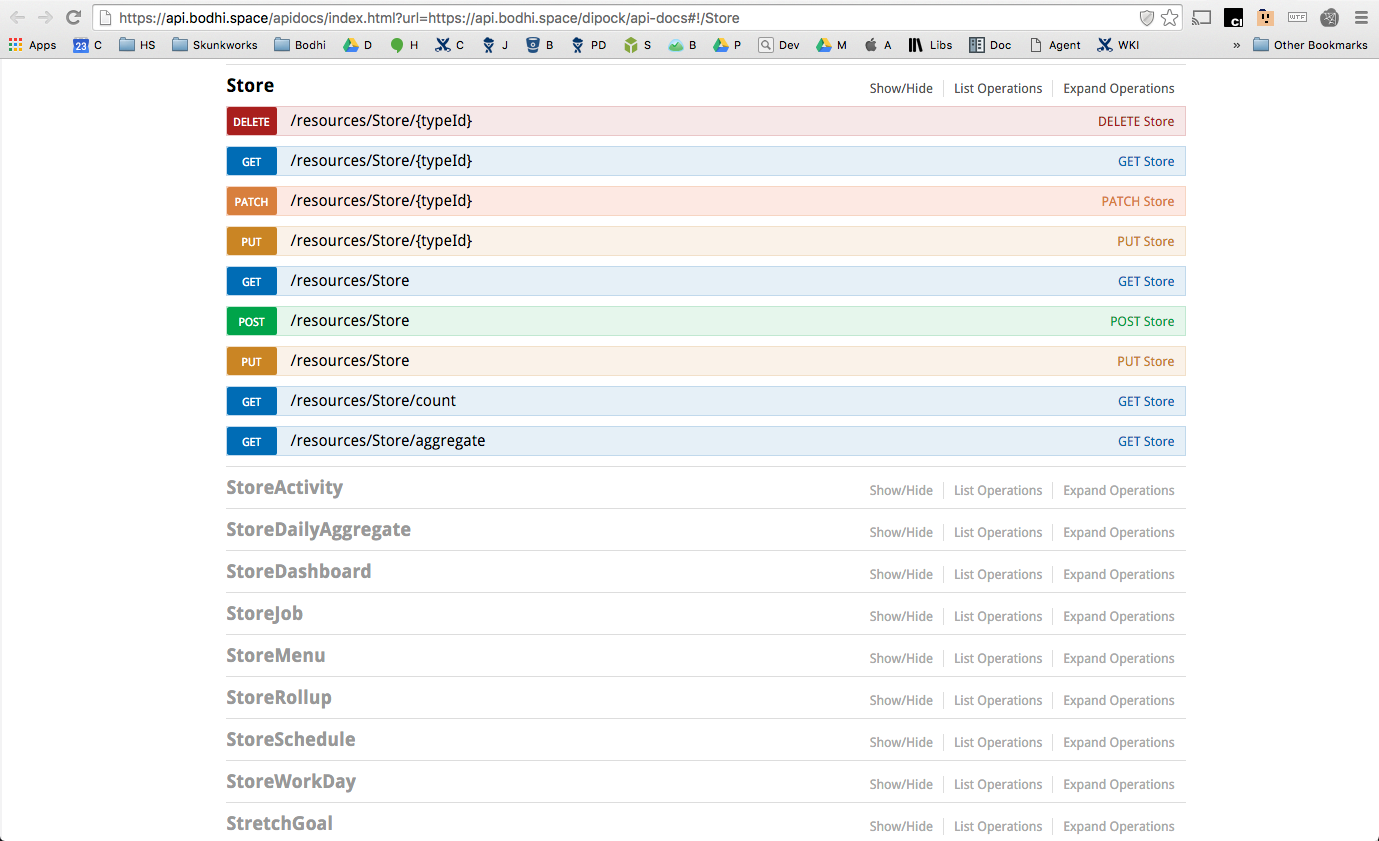 https://api.bodhi.space/apidocs/index.html?url=https://api.bodhi.space/dipock/api-docs#!/Store
CI WTF
Apps 23 C HS Skunkworks Bodhi D H C J B PD S B P Dev M A Libs Doc Agent WKI » Other Bookmarks
Store Show/Hide List Operations Expand Operations
DELETE /resources/Store/{typeId} DELETE Store
GET /resources/Store/{typeId} GET Store
PATCH /resources/Store/{typeId} PATCH Store
PUT /resources/Store/{typeId} PUT Store
GET /resources/Store GET Store
POST /resources/Store POST Store
PUT /resources/Store PUT Store
GET /resources/Store/count GET Store
GET /resources/Store/aggregate GET Store
StoreActivity Show/Hide List Operations Expand Operations
StoreDailyAggregate Show/Hide List Operations Expand Operations
StoreDashboard Show/Hide List Operations Expand Operations
StoreJob Show/Hide List Operations Expand Operations
StoreMenu Show/Hide List Operations Expand Operations
StoreRollup Show/Hide List Operations Expand Operations
StoreSchedule Show/Hide List Operations Expand Operations
StoreWorkDay Show/Hide List Operations Expand Operations
StretchGoal Show/Hide List Operations Expand Operations